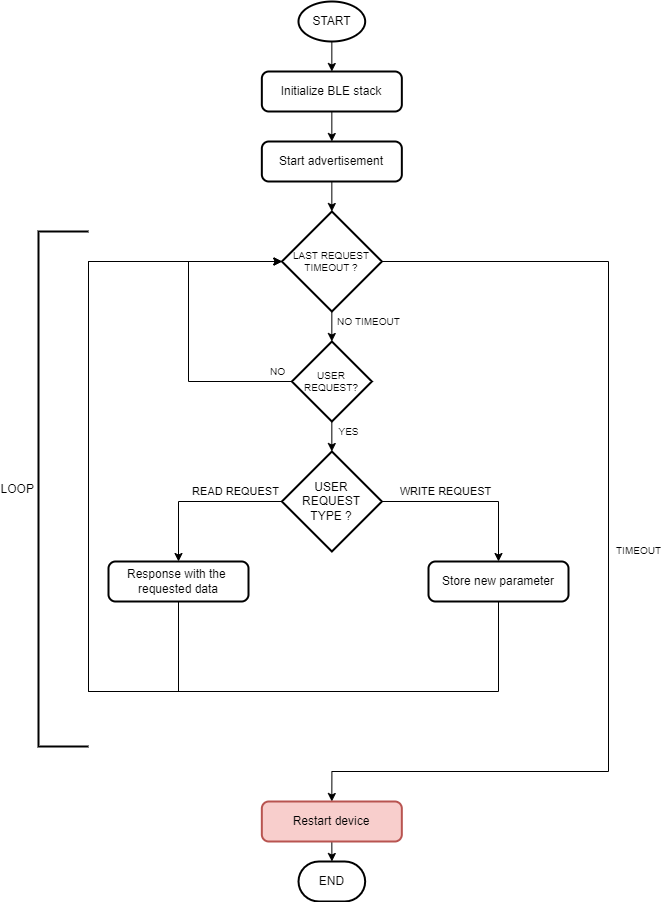 START
Initialize BLE stack
Start advertisement
LAST REQUEST
TIMEOUT ?
NO TIMEOUT
NO
USER
REQUEST?
YES
LOOP
READ REQUEST
USER
REQUEST
TYPE ?
WRITE REQUEST
TIMEOUT
Response with the
requested data
Store new parameter
Restart device
END